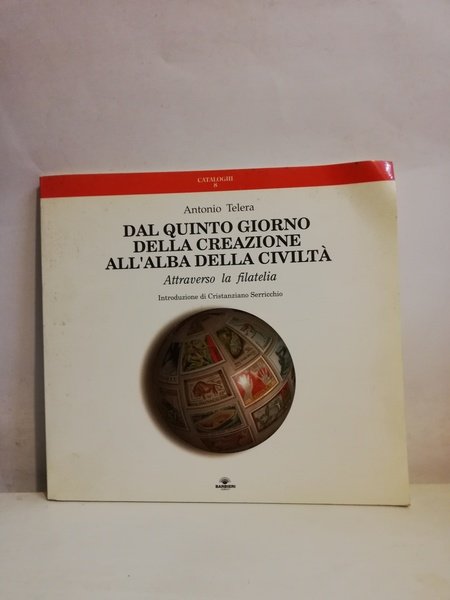 CATALOGHI
8
Antonio Telera
DAL QUINTO GIORNO
DELLA CREAZIONE
ALL'ALBA DELLA CIVILTÀ
Attraverso la filatelia
Introduzione di Cristanziano Serricchio
BARBIERI